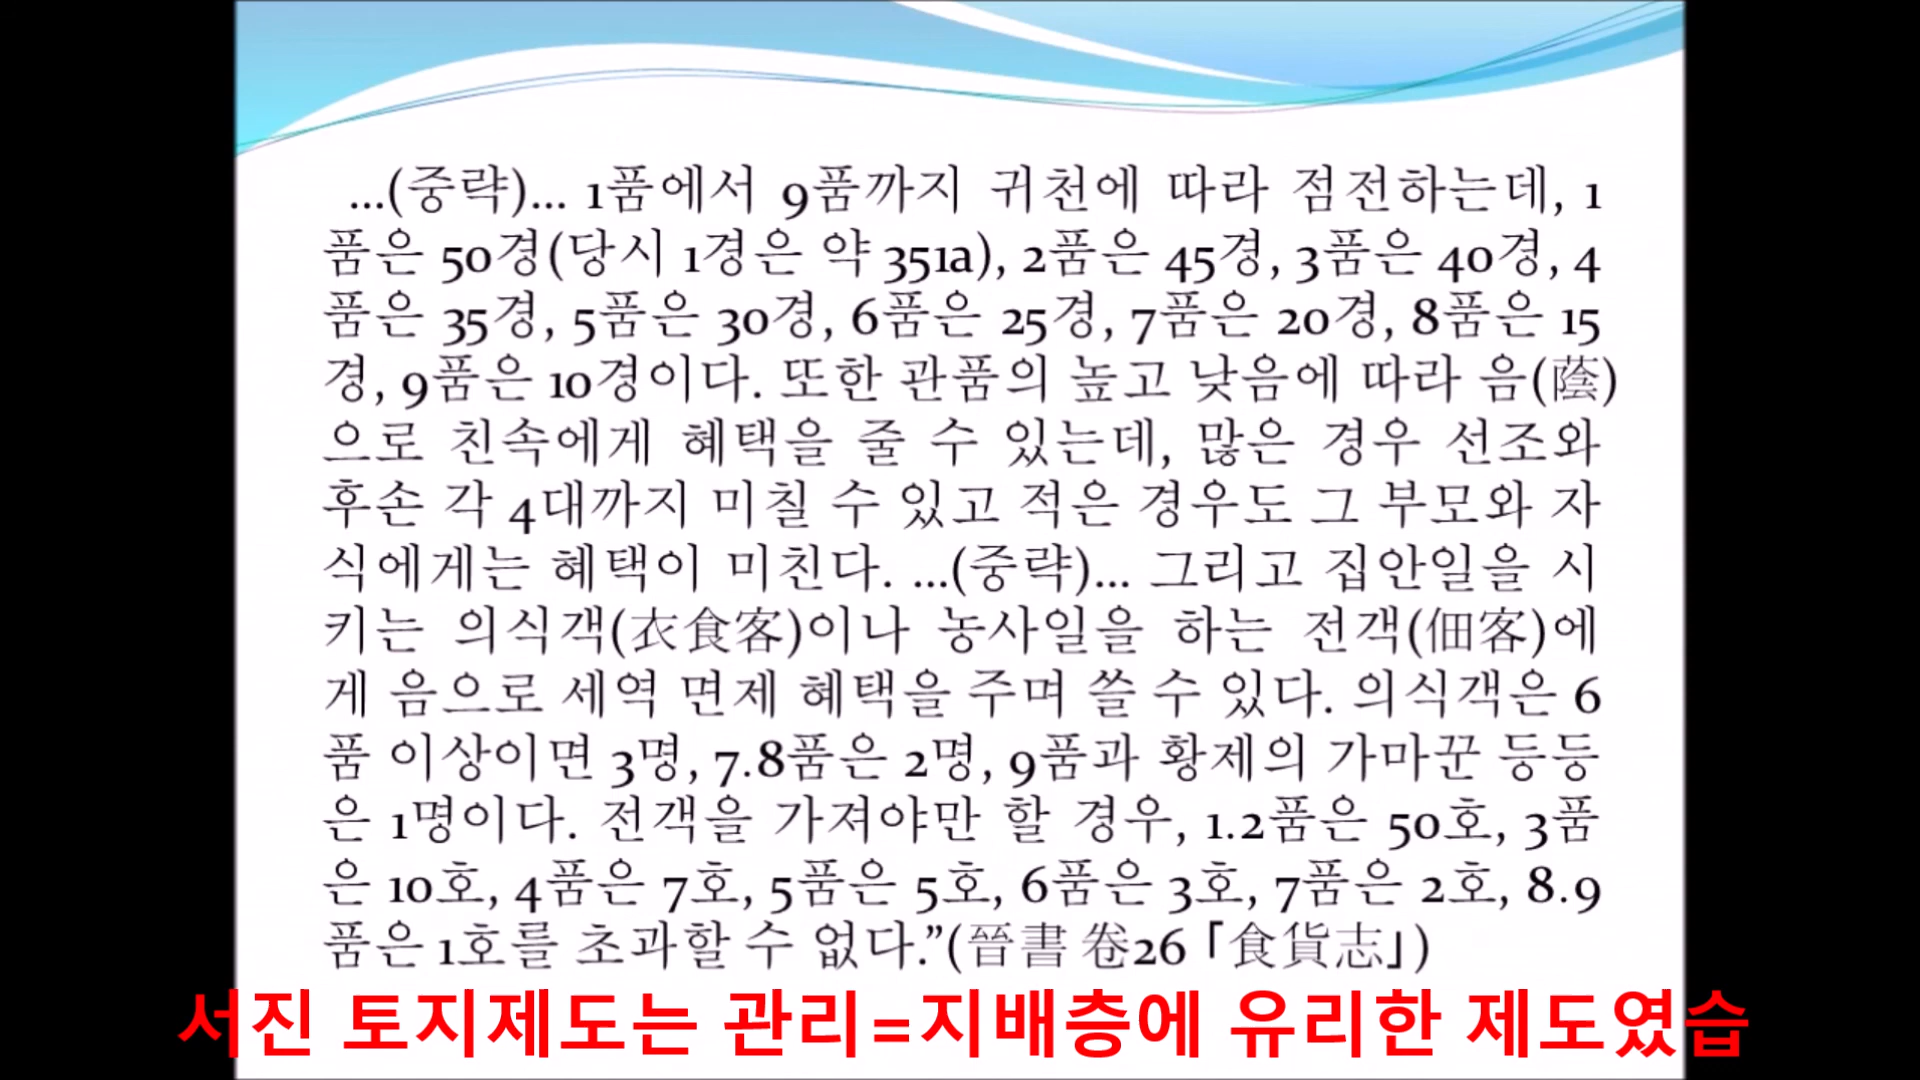 ...(중략)... 1품에서 9품까지 귀천에 따라 점전하는데, 1
품은 50경(당시 1경은 약 351a), 2품은 45경, 3품은 40경, 4
품은 35경, 5품은 30경, 6품은 25경, 7품은 20경, 8품은 15
경, 9품은 10경이다. 또한 관품의 높고 낮음에 따라 음(蔭)
으로 친속에게 혜택을 줄 수 있는데, 많은 경우 선조와
후손 각 4대까지 미칠 수 있고 적은 경우도 그 부모와 자
식에게는 혜택이 미친다. ...(중략)... 그리고 집안일을 시
키는 의식객(衣食客)이나 농사일을 하는 전객(佃客)에
게 음으로 세역 면제 혜택을 주며 쓸 수 있다. 의식객은 6
품 이상이면 3명, 7.8품은 2명, 9품과 황제의 가마꾼 등등
은 1명이다. 전객을 가져야만 할 경우, 1.2품은 50호, 3품
은 10호, 4품은 7호, 5품은 5호, 6품은 3호, 7품은 2호, 8.9
품은 1호를 초과할 수 없다.”(晉書 卷26 「食貨志」)
서진 토지제도는 관리=지배층에 유리한 제도였습